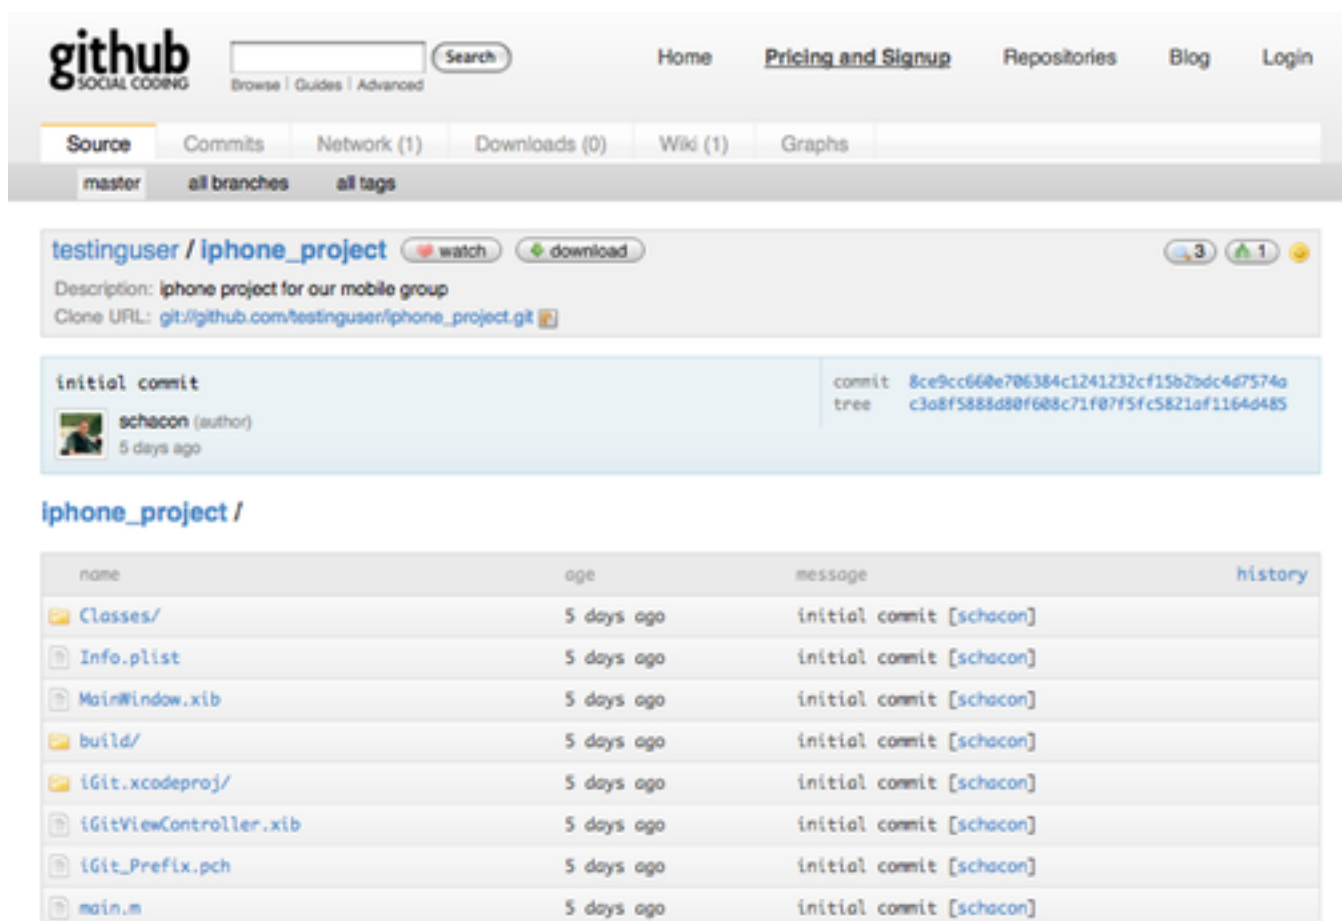 github
SOCIAL CODING
Search
Browse | Guides | Advanced
Home Pricing and Signup Repositories Blog Login
Source Commits Network (1) Downloads (0) Wiki (1) Graphs
master all branches all tags
testinguser / iphone_project watch download 3 1
Description: iphone project for our mobile group
Clone URL: git://github.com/testinguser/iphone_project.git
initial commit
commit 8ce9cc660e706384c1241232cf15b2bdc4d7574a
tree c3a8f5888d80f608c71f07f5fc5821af1164d485
schacon (author)
5 days ago
iphone_project /
name age message history
Classes/ 5 days ago initial commit [schacon]
Info.plist 5 days ago initial commit [schacon]
MainWindow.xib 5 days ago initial commit [schacon]
build/ 5 days ago initial commit [schacon]
iGit.xcodeproj/ 5 days ago initial commit [schacon]
iGitViewController.xib 5 days ago initial commit [schacon]
iGit_Prefix.pch 5 days ago initial commit [schacon]
main.m 5 days ago initial commit [schacon]